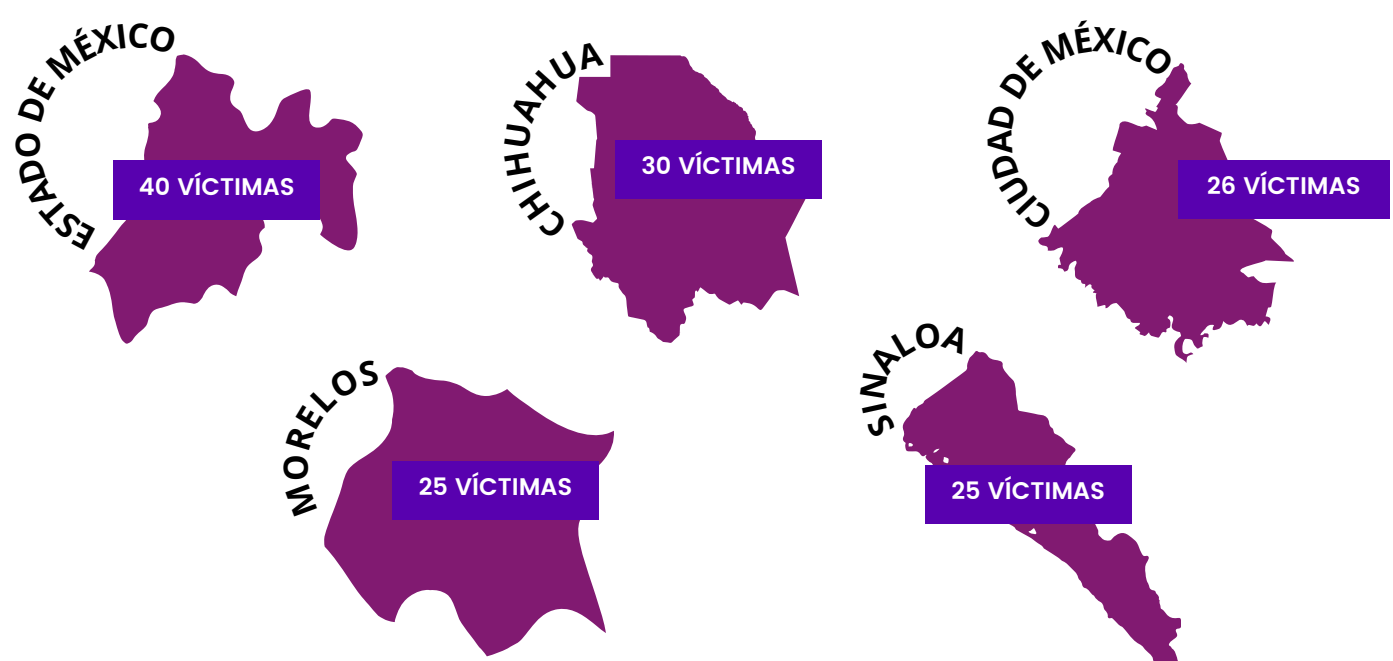 ESTADO DE MÉXICO
40 VÍCTIMAS
CHIHUAHUA
30 VÍCTIMAS
CIUDAD DE MÉXICO
26 VÍCTIMAS
MORELOS
25 VÍCTIMAS
SINALOA
25 VÍCTIMAS